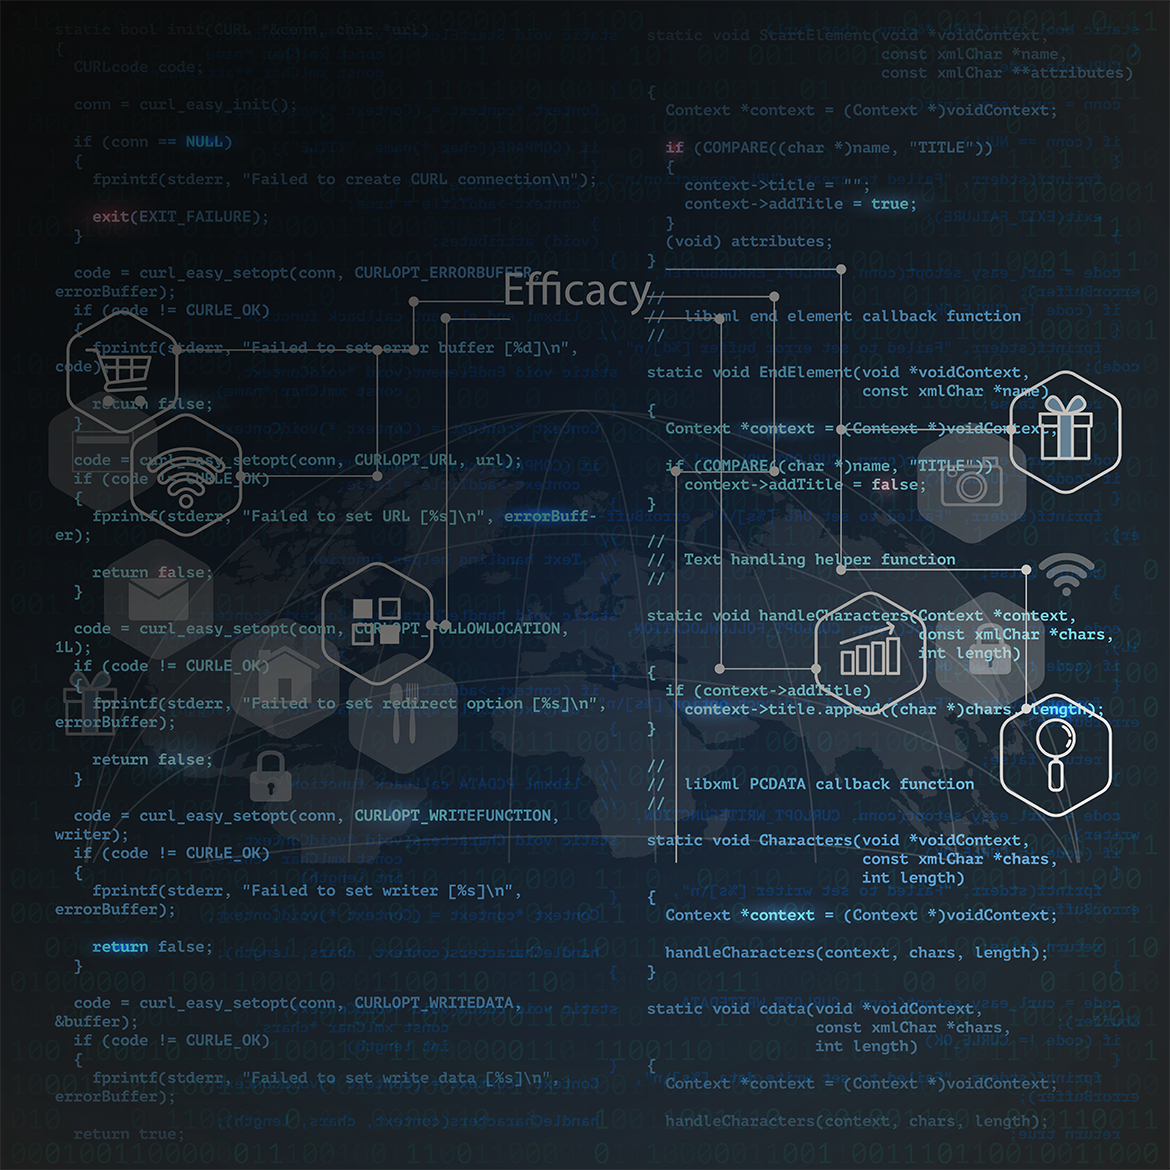 static bool init(CURL *&conn, char *url)
{
CURLcode code;
conn = curl_easy_init();
if (conn == NULL)
{
fprintf(stderr, "Failed to create CURL connection\n");
exit(EXIT_FAILURE);
}
code = curl_easy_setopt(conn, CURLOPT_ERRORBUFFER,
errorBuffer);
if (code != CURLE_OK)
{
fprintf(stderr, "Failed to set error buffer [%d]\n",
code);
return false;
}
code = curl_easy_setopt(conn, CURLOPT_URL, url);
if (code != CURLE_OK)
{
fprintf(stderr, "Failed to set URL [%s]\n", errorBuff-
er);
return false;
}
code = curl_easy_setopt(conn, CURLOPT_FOLLOWLOCATION,
1L);
if (code != CURLE_OK)
{
fprintf(stderr, "Failed to set redirect option [%s]\n",
errorBuffer);
return false;
}
code = curl_easy_setopt(conn, CURLOPT_WRITEFUNCTION,
writer);
if (code != CURLE_OK)
{
fprintf(stderr, "Failed to set writer [%s]\n",
errorBuffer);
return false;
}
code = curl_easy_setopt(conn, CURLOPT_WRITEDATA,
&buffer);
if (code != CURLE_OK)
{
fprintf(stderr, "Failed to set write data [%s]\n",
errorBuffer);
return true;
Efficacy
static void StartElement(void *voidContext,
const xmlChar *name,
const xmlChar **attributes)
{
Context *context = (Context *)voidContext;
if (COMPARE((char *)name, "TITLE"))
{
context->title = "";
context->addTitle = true;
}
(void) attributes;
}
//
// libxml end element callback function
//
static void EndElement(void *voidContext,
const xmlChar *name)
{
Context *context = (Context *)voidContext;
if (COMPARE((char *)name, "TITLE"))
context->addTitle = false;
}
//
// Text handling helper function
//
static void handleCharacters(Context *context,
const xmlChar *chars,
int length)
{
if (context->addTitle)
context->title.append((char *)chars, length);
}
//
// libxml PCDATA callback function
//
static void Characters(void *voidContext,
const xmlChar *chars,
int length)
{
Context *context = (Context *)voidContext;
handleCharacters(context, chars, length);
}
static void cdata(void *voidContext,
const xmlChar *chars,
int length)
{
Context *context = (Context *)voidContext;
handleCharacters(context, chars, length);